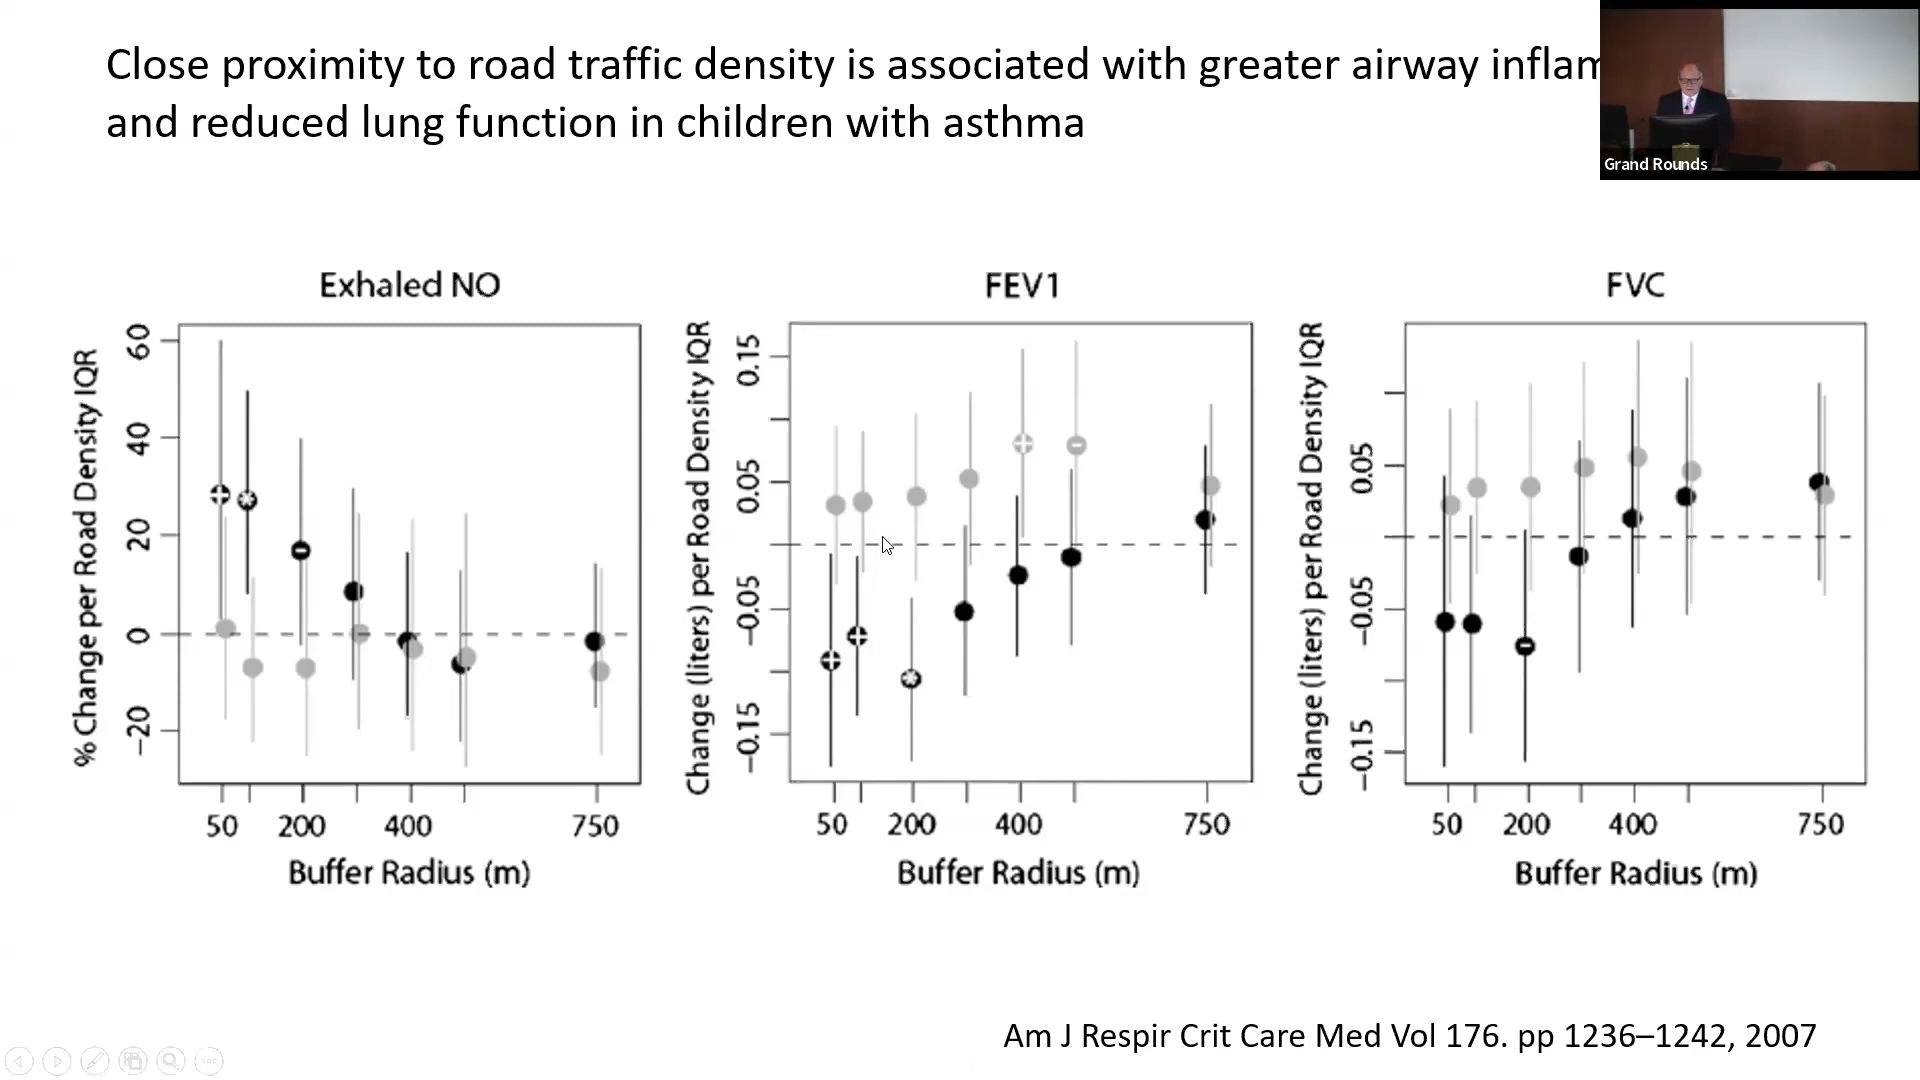 Close proximity to road traffic density is associated with greater airway inflam
and reduced lung function in children with asthma
Grand Rounds
Exhaled NO
% Change per Road Density IQR
60
40
20
0
−20
50 200 400 750
Buffer Radius (m)
FEV1
Change (liters) per Road Density IQR
0.15
0.05
−0.05
−0.15
50 200 400 750
Buffer Radius (m)
FVC
Change (liters) per Road Density IQR
0.05
−0.05
−0.15
50 200 400 750
Buffer Radius (m)
Am J Respir Crit Care Med Vol 176. pp 1236–1242, 2007